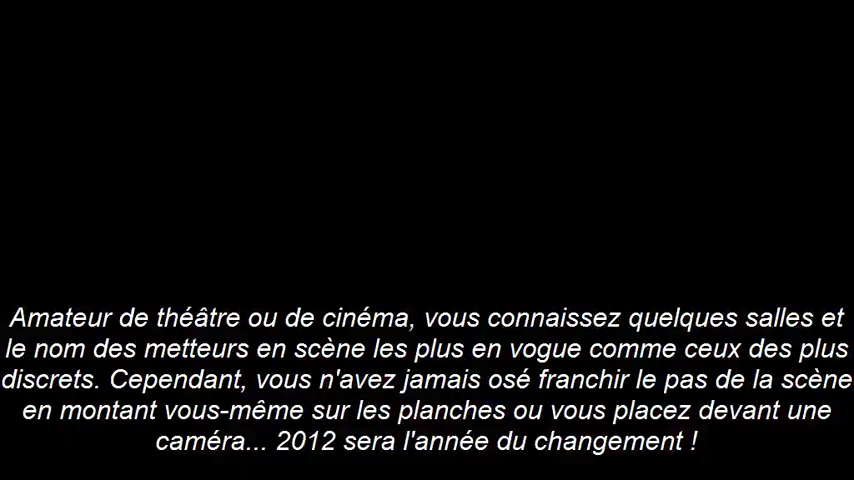 Amateur de théâtre ou de cinéma, vous connaissez quelques salles et
le nom des metteurs en scène les plus en vogue comme ceux des plus
discrets. Cependant, vous n'avez jamais osé franchir le pas de la scène
en montant vous-même sur les planches ou vous placez devant une
caméra... 2012 sera l'année du changement !